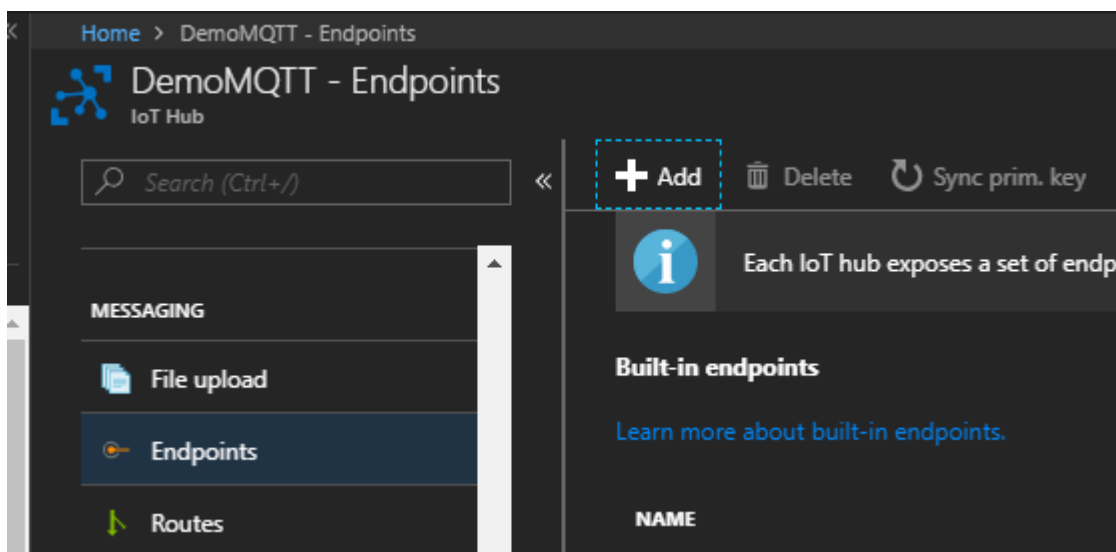 Home > DemoMQTT - Endpoints
DemoMQTT - Endpoints
IoT Hub
Search (Ctrl+/)
MESSAGING
File upload
Endpoints
Routes
Add Delete Sync prim. key
Each IoT hub exposes a set of endp
Built-in endpoints
Learn more about built-in endpoints.
NAME